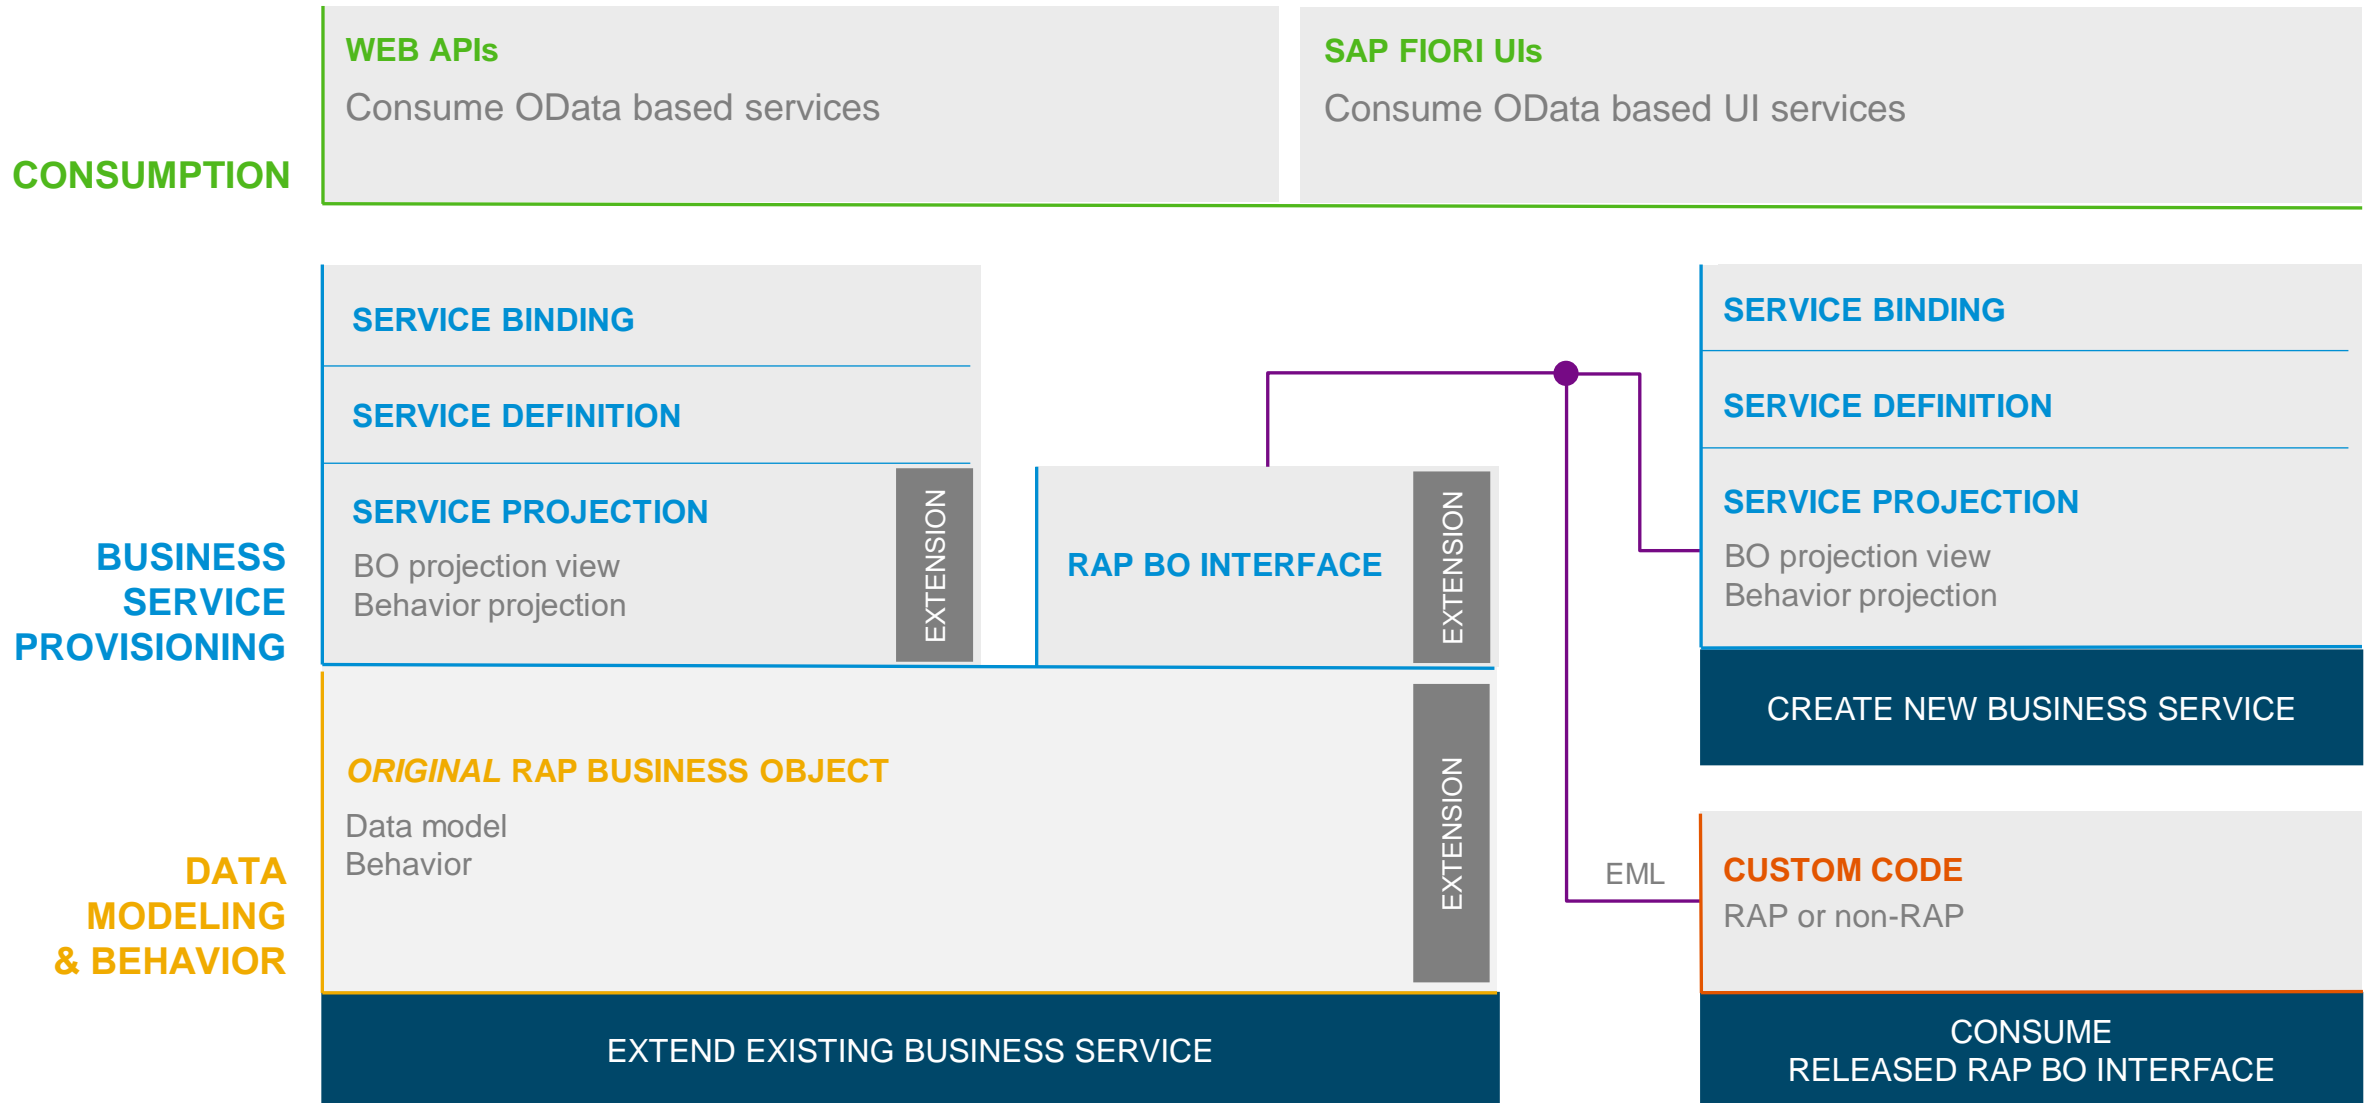 WEB APIs
Consume OData based services
SAP FIORI UIs
Consume OData based UI services
CONSUMPTION
SERVICE BINDING
SERVICE DEFINITION
SERVICE PROJECTION
BO projection view
Behavior projection
EXTENSION
RAP BO INTERFACE
EXTENSION
SERVICE BINDING
SERVICE DEFINITION
SERVICE PROJECTION
BO projection view
Behavior projection
CREATE NEW BUSINESS SERVICE
BUSINESS
SERVICE
PROVISIONING
ORIGINAL RAP BUSINESS OBJECT
Data model
Behavior
EXTENSION
EML
CUSTOM CODE
RAP or non-RAP
DATA
MODELING
& BEHAVIOR
EXTEND EXISTING BUSINESS SERVICE
CONSUME
RELEASED RAP BO INTERFACE